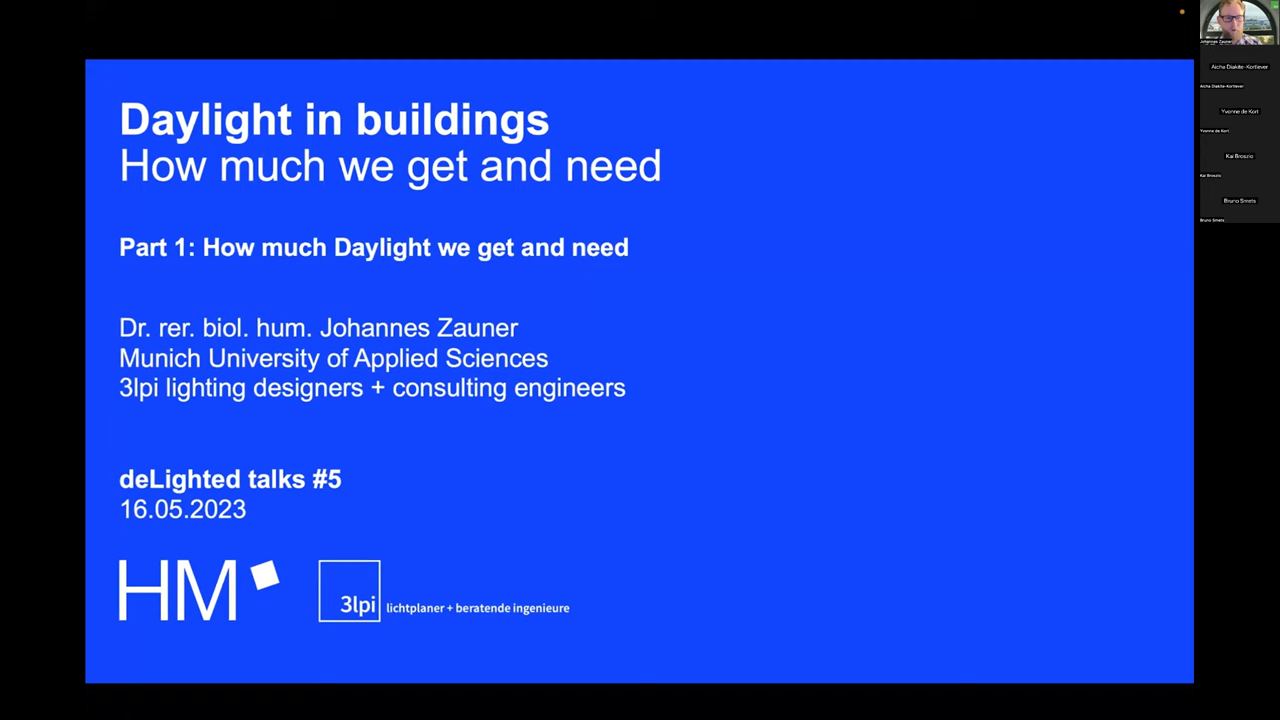 Daylight in buildings
How much we get and need
Part 1: How much Daylight we get and need
Dr. rer. biol. hum. Johannes Zauner
Munich University of Applied Sciences
3lpi lighting designers + consulting engineers
deLighted talks #5
16.05.2023
HM
3lpi
lichtplaner + beratende ingenieure
Johannes Zauner
Aicha Diakite-Kortlever
Aicha Diakite-Kortlever
Yvonne de Kort
Yvonne de Kort
Kai Broszio
Kai Broszio
Bruno Smets
Bruno Smets